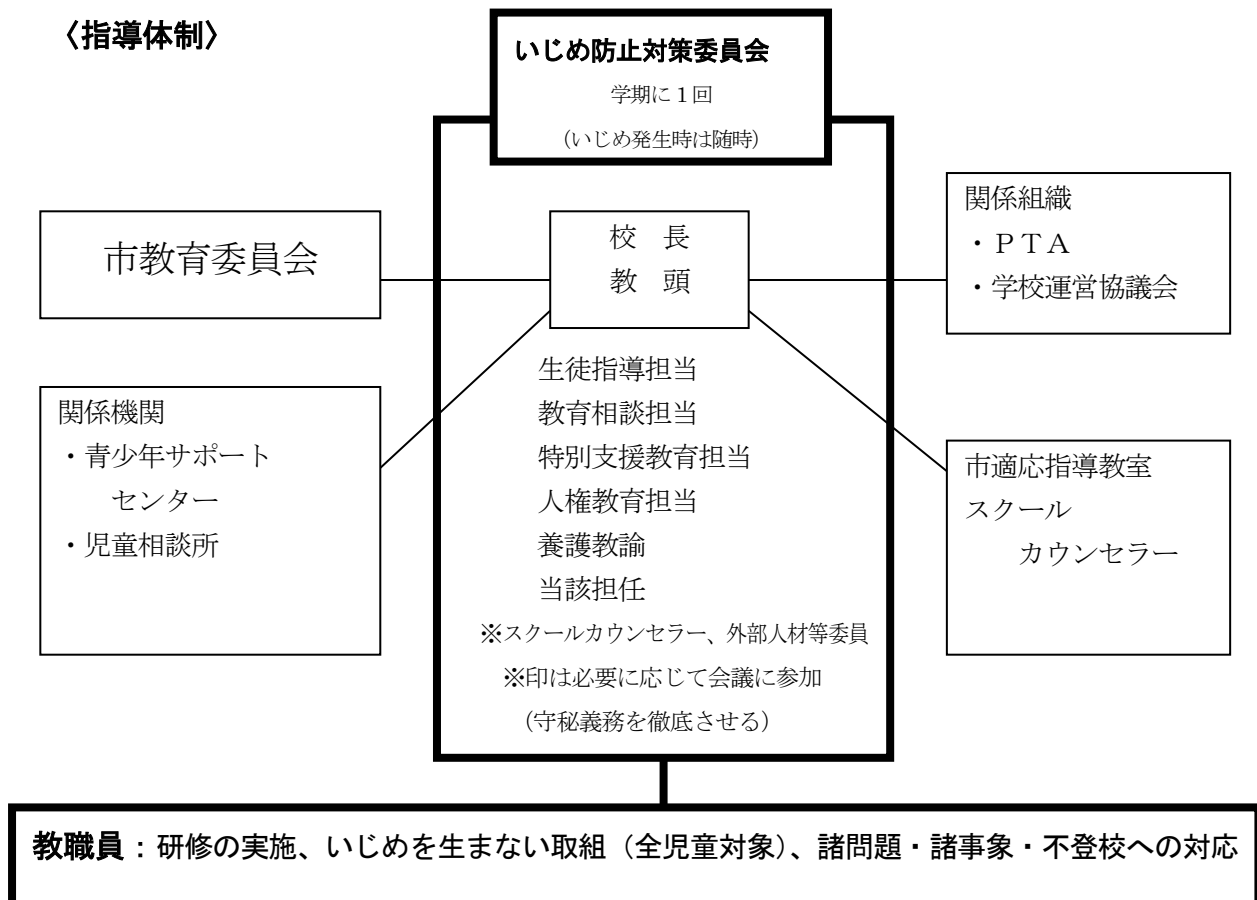 〈指導体制〉
いじめ防止対策委員会
学期に１回
（いじめ発生時は随時）
市教育委員会
校　長
教　頭
関係組織
・ＰＴＡ
・学校運営協議会
関係機関
・青少年サポート
センター
・児童相談所
生徒指導担当
教育相談担当
特別支援教育担当
人権教育担当
養護教諭
当該担任
※スクールカウンセラー、外部人材等委員
※印は必要に応じて会議に参加
（守秘義務を徹底させる）
市適応指導教室
スクール
カウンセラー
教職員：研修の実施、いじめを生まない取組（全児童対象）、諸問題・諸事象・不登校への対応